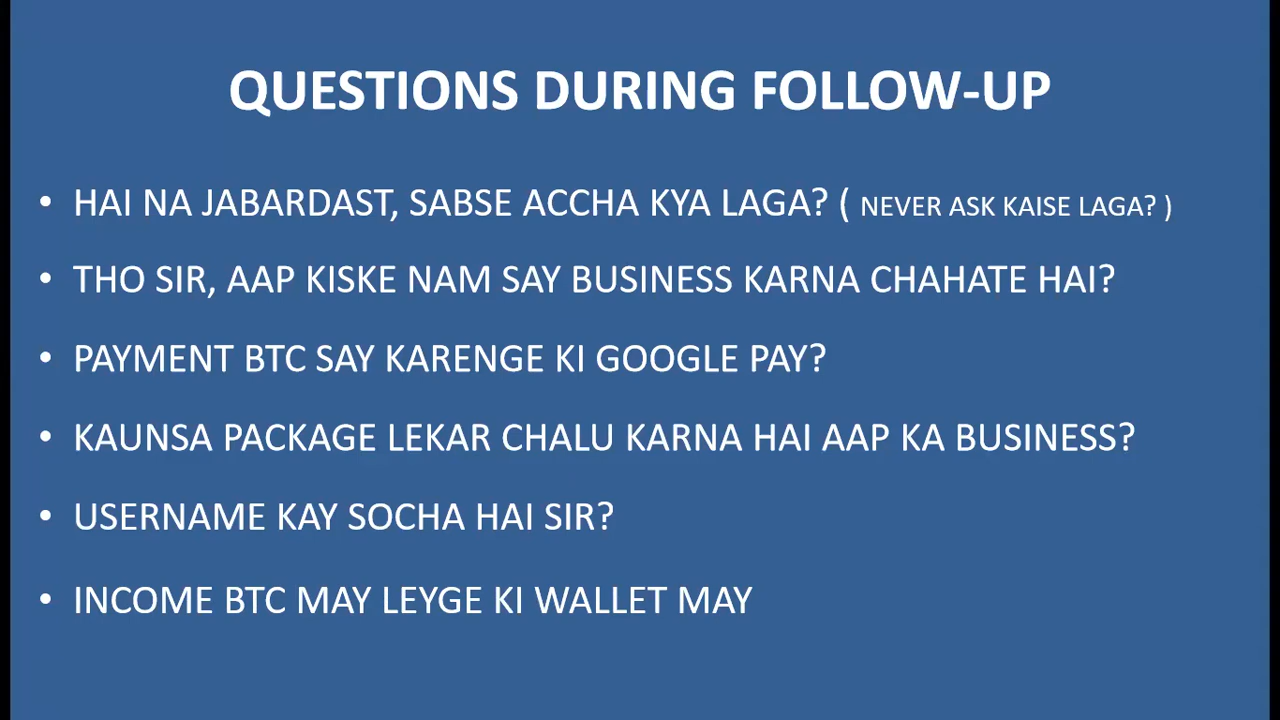 QUESTIONS DURING FOLLOW-UP
• HAI NA JABARDAST, SABSE ACCHA KYA LAGA? ( NEVER ASK KAISE LAGA? )
• THO SIR, AAP KISKE NAM SAY BUSINESS KARNA CHAHATE HAI?
• PAYMENT BTC SAY KARENGE KI GOOGLE PAY?
• KAUNSA PACKAGE LEKAR CHALU KARNA HAI AAP KA BUSINESS?
• USERNAME KAY SOCHA HAI SIR?
• INCOME BTC MAY LEYGE KI WALLET MAY